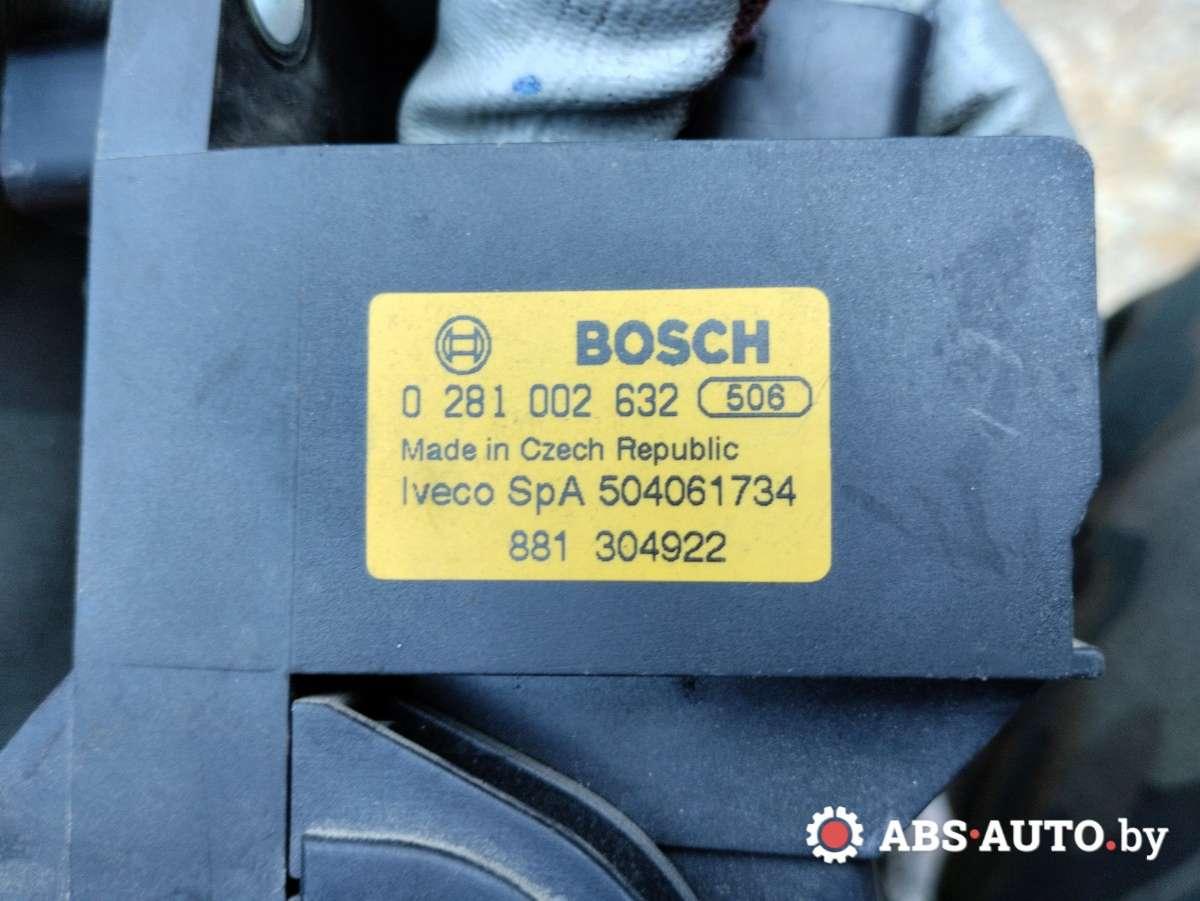 BOSCH
0 281 002 632 506
Made in Czech Republic
Iveco SpA 504061734
881 304922
ABS·AUTO.by